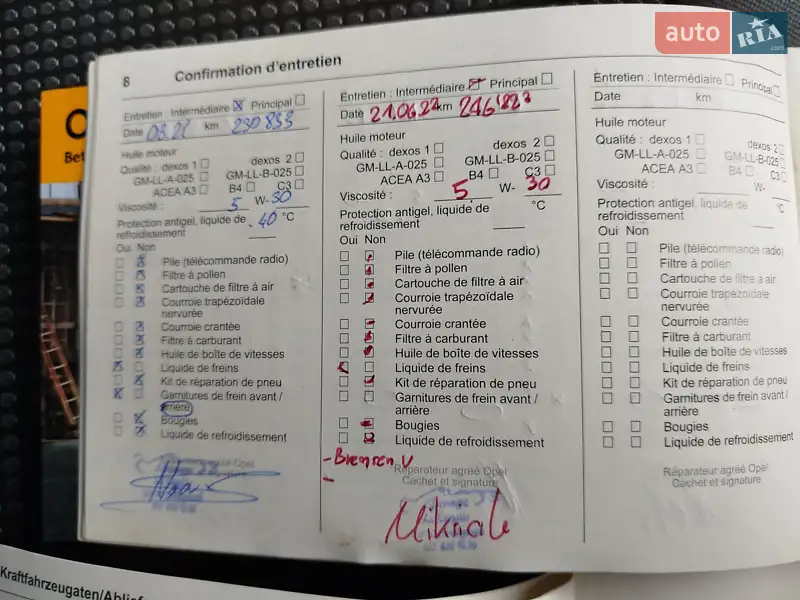 auto RIA .com
8 Confirmation d'entretien
Entretien : Intermédiaire ☒ Principal ☐
Date km 230 833
Huile moteur
Qualité : dexos 1 ☐ dexos 2 ☐
GM-LL-A-025 ☐ GM-LL-B-025 ☐
ACEA A3 ☐ B4 ☐ C3 ☐
Viscosité : 5 W- 30
Protection antigel, liquide de
refroidissement - 40 °C
Oui Non
☐ ☒ Pile (télécommande radio)
☐ ☒ Filtre à pollen
☐ ☒ Cartouche de filtre à air
☐ ☒ Courroie trapézoïdale
nervurée
☐ ☒ Courroie crantée
☐ ☒ Filtre à carburant
☐ ☒ Huile de boîte de vitesses
☒ ☐ Liquide de freins
☐ ☒ Kit de réparation de pneu
☒ ☐ Garnitures de frein avant /
arrière
☐ ☒ Bougies
☐ ☒ Liquide de refroidissement
Entretien : Intermédiaire ☒ Principal ☐
Date 21.06.22 km 246'823
Huile moteur
Qualité : dexos 1 ☐ dexos 2 ☐
GM-LL-A-025 ☐ GM-LL-B-025 ☐
ACEA A3 ☐ B4 ☐ C3 ☐
Viscosité : 5 W- 30
Protection antigel, liquide de
refroidissement °C
Oui Non
☐ ☒ Pile (télécommande radio)
☐ ☒ Filtre à pollen
☐ ☒ Cartouche de filtre à air
☐ ☒ Courroie trapézoïdale
nervurée
☐ ☒ Courroie crantée
☐ ☒ Filtre à carburant
☐ ☒ Huile de boîte de vitesses
☒ ☐ Liquide de freins
☐ ☒ Kit de réparation de pneu
☐ ☐ Garnitures de frein avant /
arrière
☐ ☒ Bougies
☐ ☒ Liquide de refroidissement
- Bremsen V
-
Réparateur agréé Opel
Cachet et signature
Entretien : Intermédiaire ☐ Principal ☐
Date km
Huile moteur
Qualité : dexos 1 ☐ dexos 2 ☐
GM-LL-A-025 ☐ GM-LL-B-025 ☐
ACEA A3 ☐ B4 ☐ C3 ☐
Viscosité : W-
Protection antigel, liquide de
refroidissement °C
Oui Non
☐ ☐ Pile (télécommande radio)
☐ ☐ Filtre à pollen
☐ ☐ Cartouche de filtre à air
☐ ☐ Courroie trapézoïdale
nervurée
☐ ☐ Courroie crantée
☐ ☐ Filtre à carburant
☐ ☐ Huile de boîte de vitesses
☐ ☐ Liquide de freins
☐ ☐ Kit de réparation de pneu
☐ ☐ Garnitures de frein avant /
arrière
☐ ☐ Bougies
☐ ☐ Liquide de refroidissement
Réparateur agréé Opel
Cachet et signature